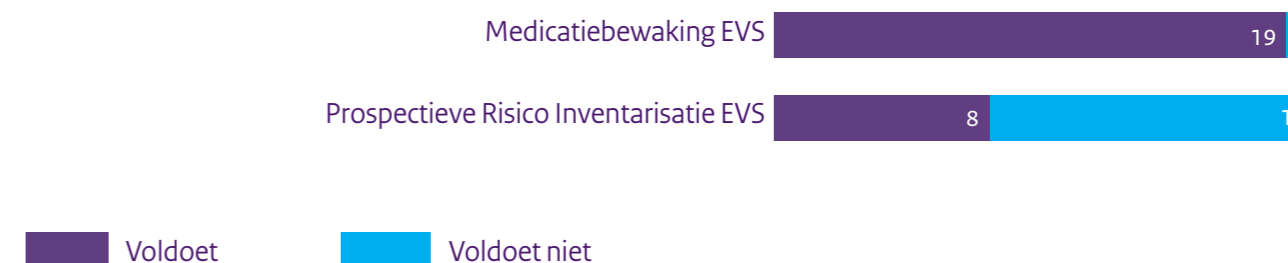 Medicatiebewaking EVS 19
Prospectieve Risico Inventarisatie EVS 8
Voldoet Voldoet niet